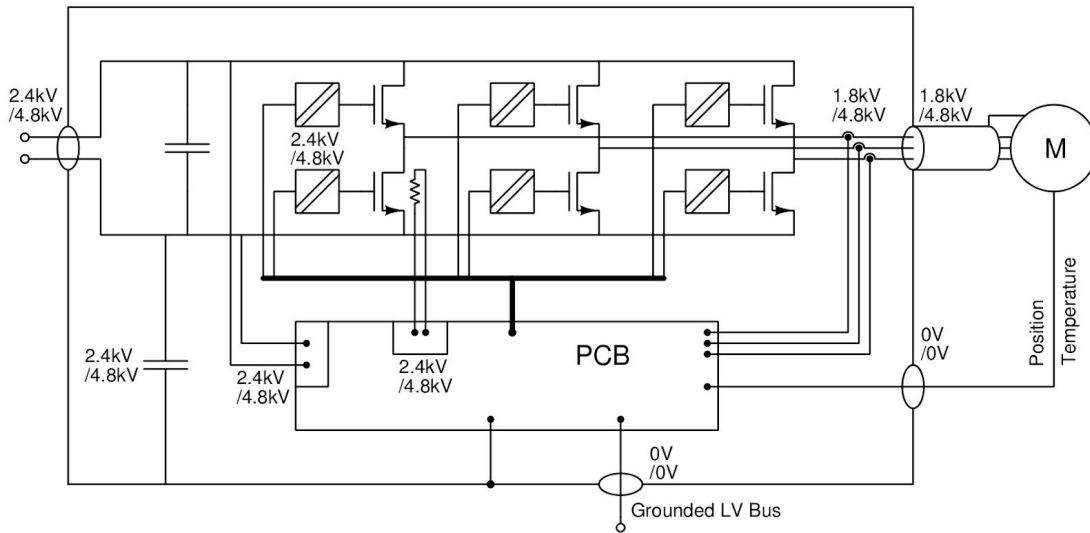 2.4kV
/4.8kV
1.8kV
/4.8kV
1.8kV
/4.8kV
2.4kV
/4.8kV
M
Position
Temperature
0V
/0V
2.4kV
/4.8kV
2.4kV
/4.8kV
2.4kV
/4.8kV
PCB
0V
/0V
Grounded LV Bus